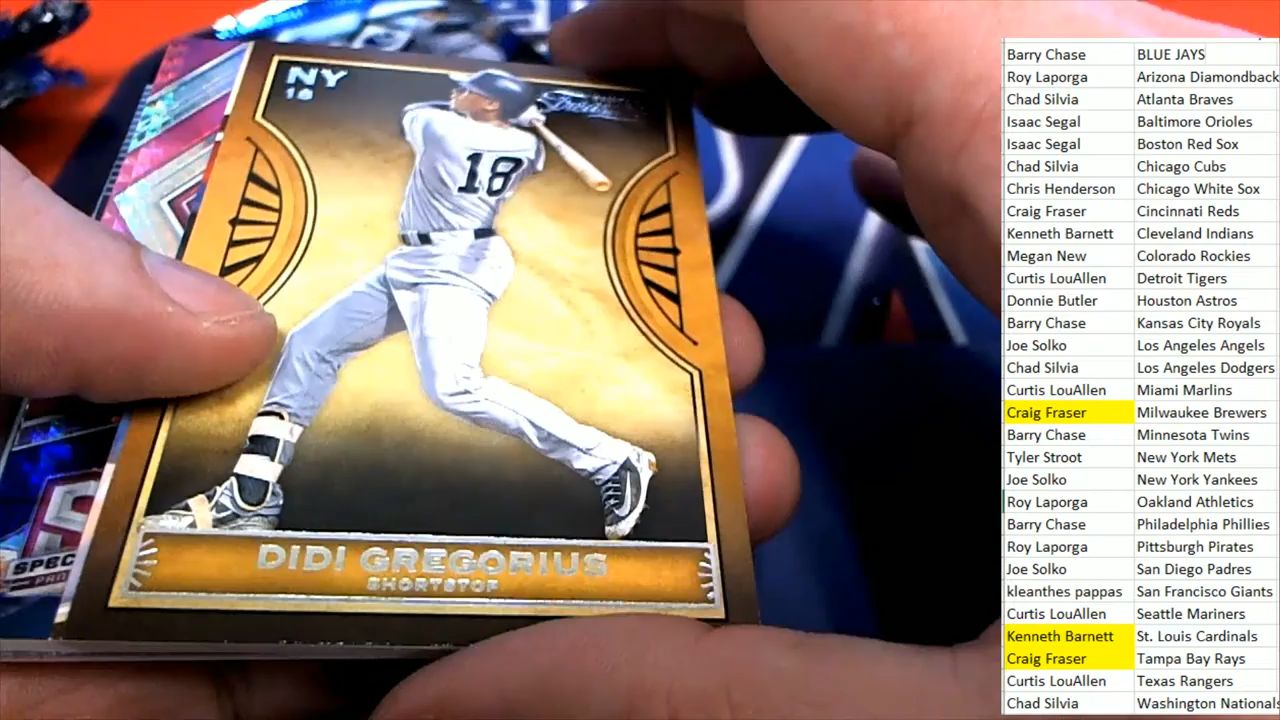 NY
18
18
DIDI GREGORIUS
SHORTSTOP
SPEC
Barry Chase BLUE JAYS
Roy Laporga Arizona Diamondback
Chad Silvia Atlanta Braves
Isaac Segal Baltimore Orioles
Isaac Segal Boston Red Sox
Chad Silvia Chicago Cubs
Chris Henderson Chicago White Sox
Craig Fraser Cincinnati Reds
Kenneth Barnett Cleveland Indians
Megan New Colorado Rockies
Curtis LouAllen Detroit Tigers
Donnie Butler Houston Astros
Barry Chase Kansas City Royals
Joe Solko Los Angeles Angels
Chad Silvia Los Angeles Dodgers
Curtis LouAllen Miami Marlins
Craig Fraser Milwaukee Brewers
Barry Chase Minnesota Twins
Tyler Stroot New York Mets
Joe Solko New York Yankees
Roy Laporga Oakland Athletics
Barry Chase Philadelphia Phillies
Roy Laporga Pittsburgh Pirates
Joe Solko San Diego Padres
kleanthes pappas San Francisco Giants
Curtis LouAllen Seattle Mariners
Kenneth Barnett St. Louis Cardinals
Craig Fraser Tampa Bay Rays
Curtis LouAllen Texas Rangers
Chad Silvia Washington Nationals